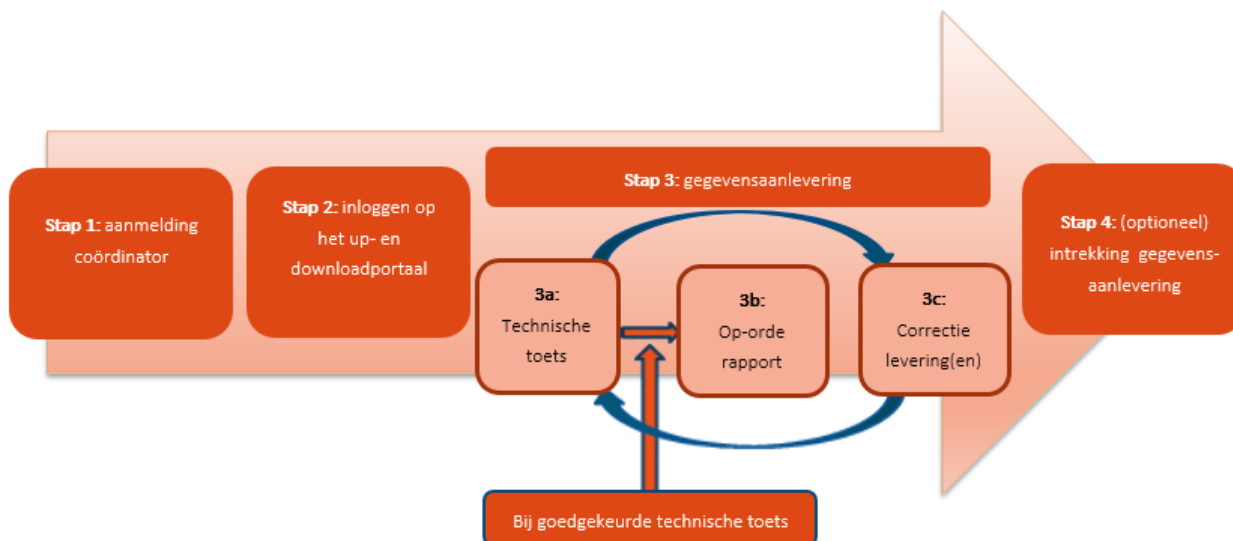 Stap 1: aanmelding
coördinator
Stap 2: inloggen op
het up- en
downloadportaal
Stap 3: gegevensaanlevering
3a:
Technische
toets
3b:
Op-orde
rapport
3c:
Correctie
levering(en)
Stap 4: (optioneel)
intrekking gegevens-
aanlevering
Bij goedgekeurde technische toets